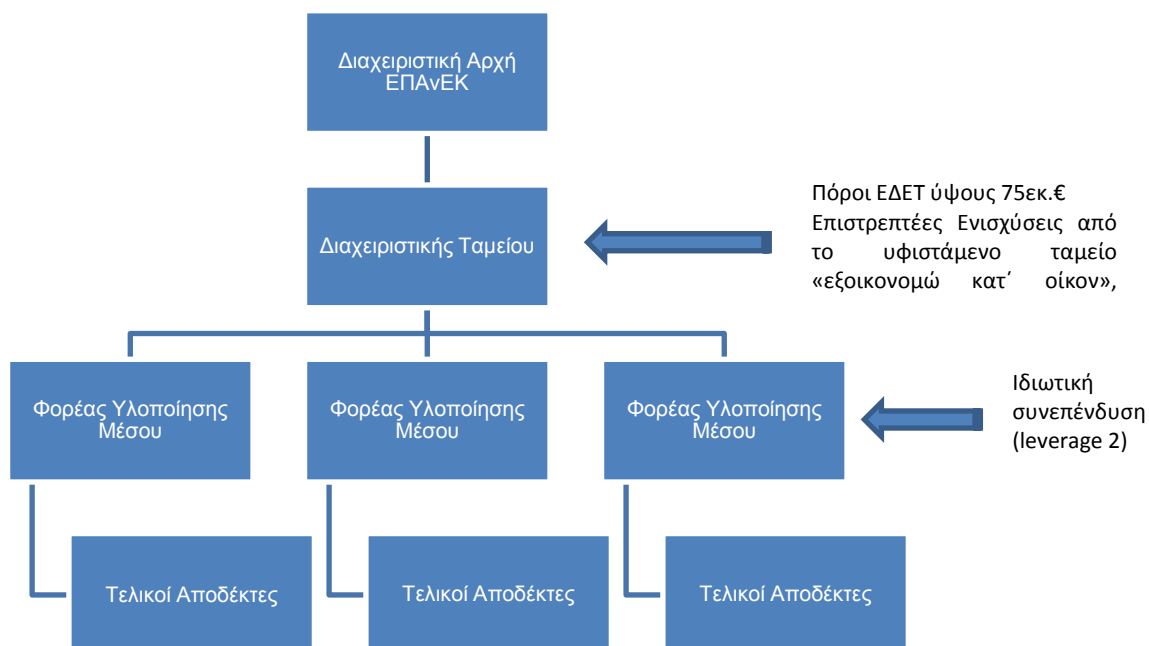 Διαχειριστική Αρχή
ΕΠΑνΕΚ
Διαχειριστικής Ταμείου
Πόροι ΕΔΕΤ ύψους 75εκ.€
Επιστρεπτέες Ενισχύσεις από
το υφιστάμενο ταμείο
«εξοικονομώ κατ΄ οίκον»,
Φορέας Υλοποίησης
Μέσου
Φορέας Υλοποίησης
Μέσου
Φορέας Υλοποίησης
Μέσου
Ιδιωτική
συνεπένδυση
(leverage 2)
Τελικοί Αποδέκτες
Τελικοί Αποδέκτες
Τελικοί Αποδέκτες